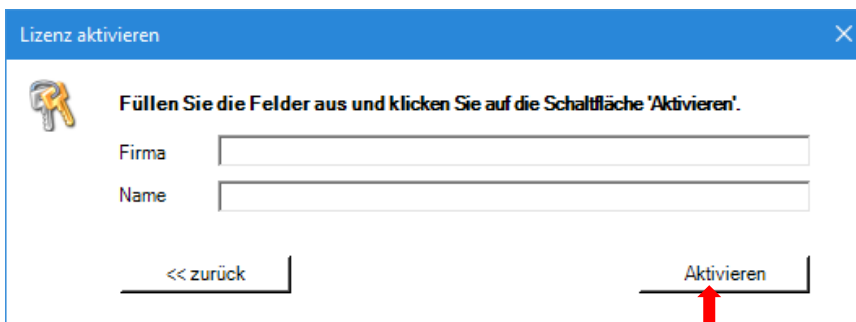 Lizenz aktivieren
Füllen Sie die Felder aus und klicken Sie auf die Schaltfläche 'Aktivieren'.
Firma
Name
<< zurück
Aktivieren